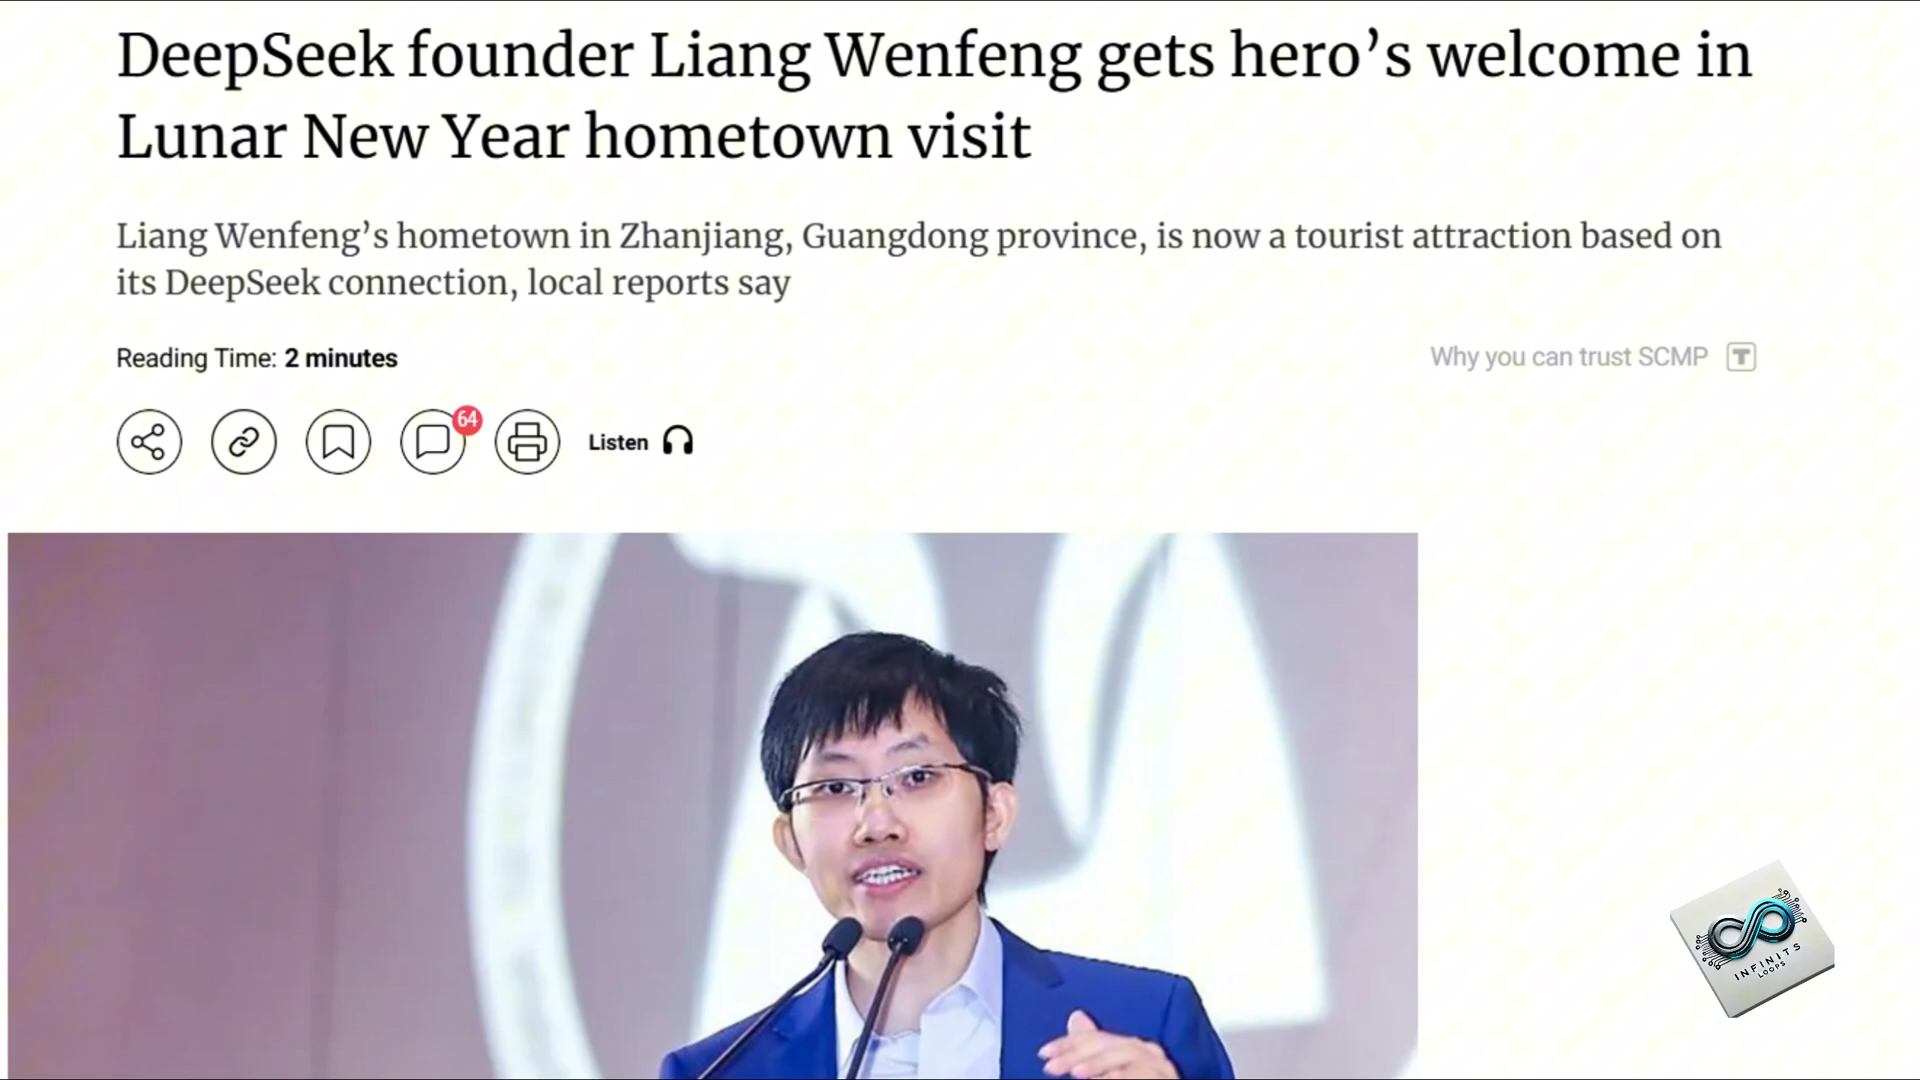 DeepSeek founder Liang Wenfeng gets hero’s welcome in
Lunar New Year hometown visit
Liang Wenfeng’s hometown in Zhanjiang, Guangdong province, is now a tourist attraction based on
its DeepSeek connection, local reports say
Reading Time: 2 minutes
Why you can trust SCMP T
64
Listen
INFINITS
LOOPS